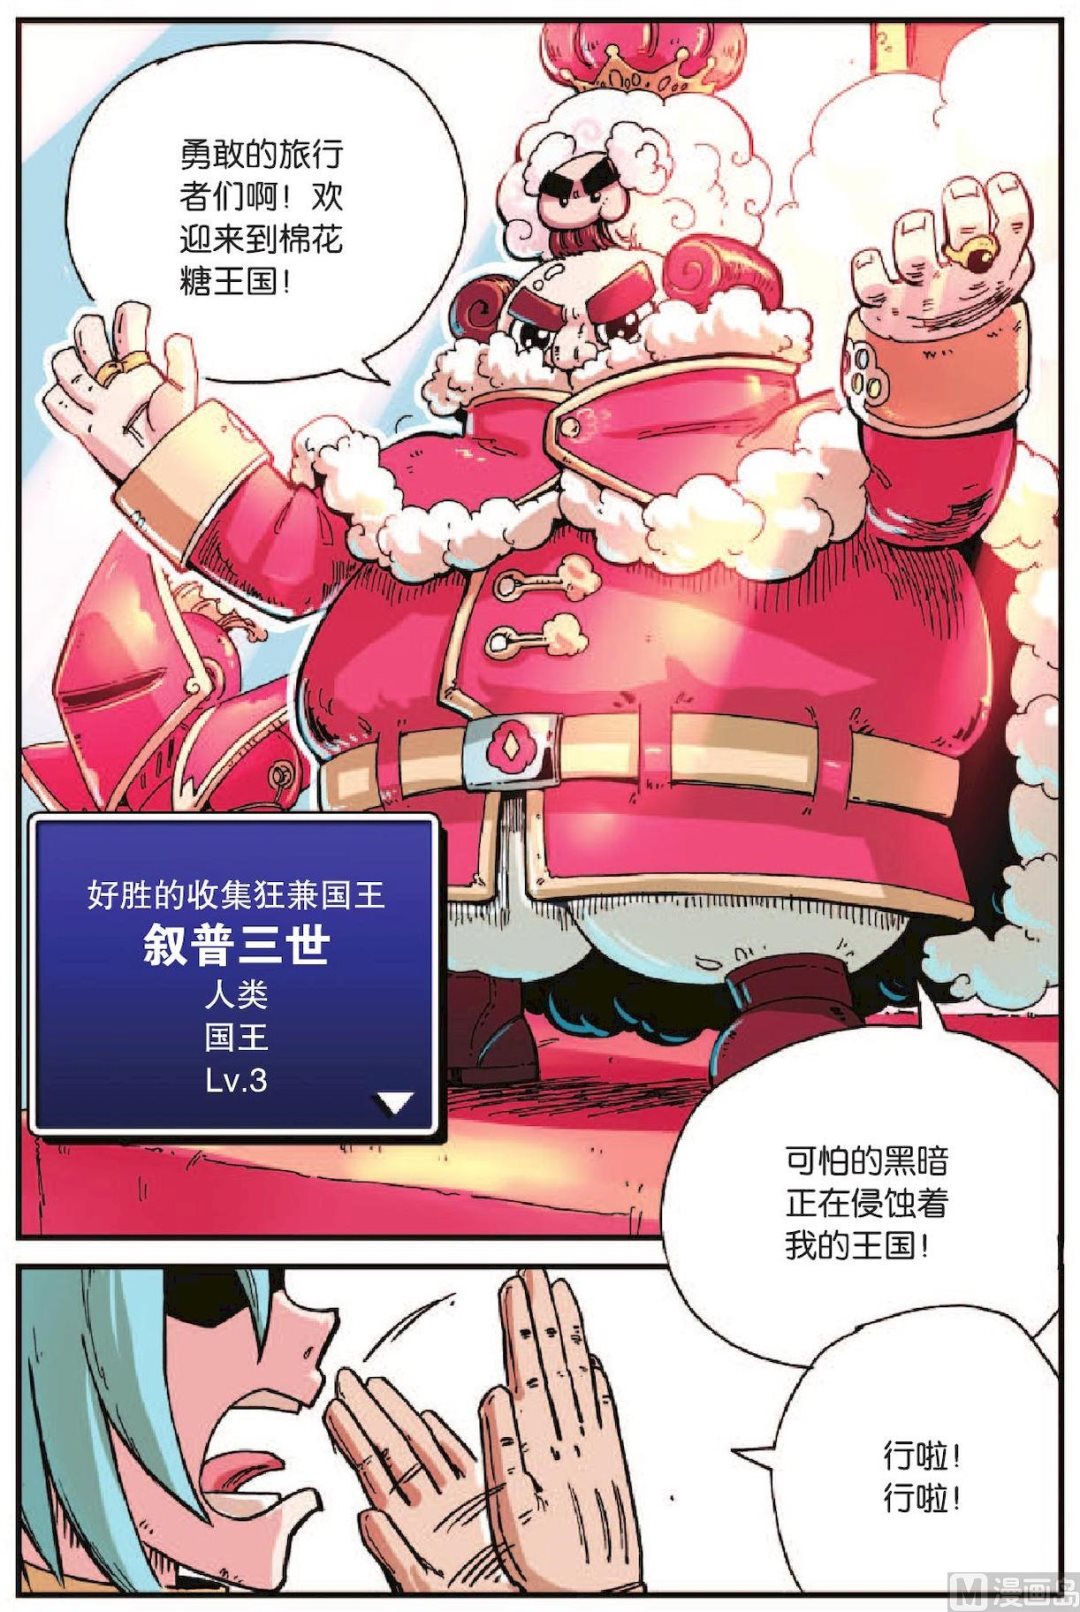 勇敢的旅行
者们啊！欢
迎来到棉花
糖王国！
好胜的收集狂兼国王
叙普三世
人类
国王
Lv.3
可怕的黑暗
正在侵蚀着
我的王国！
行啦！
行啦！
M漫画岛